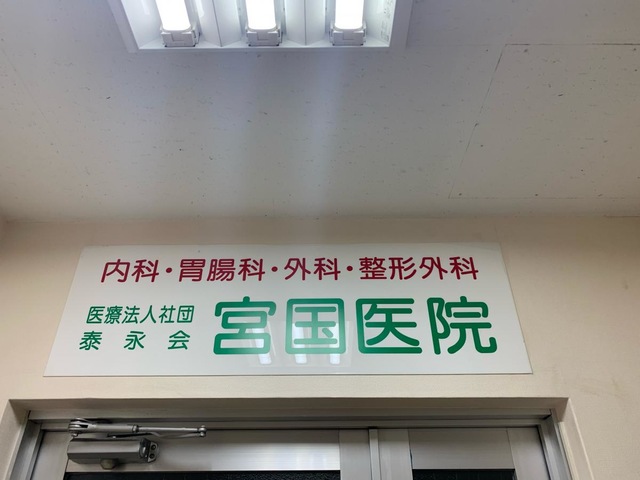 内科・胃腸科・外科・整形外科
医療法人社団
泰永会
宮国医院